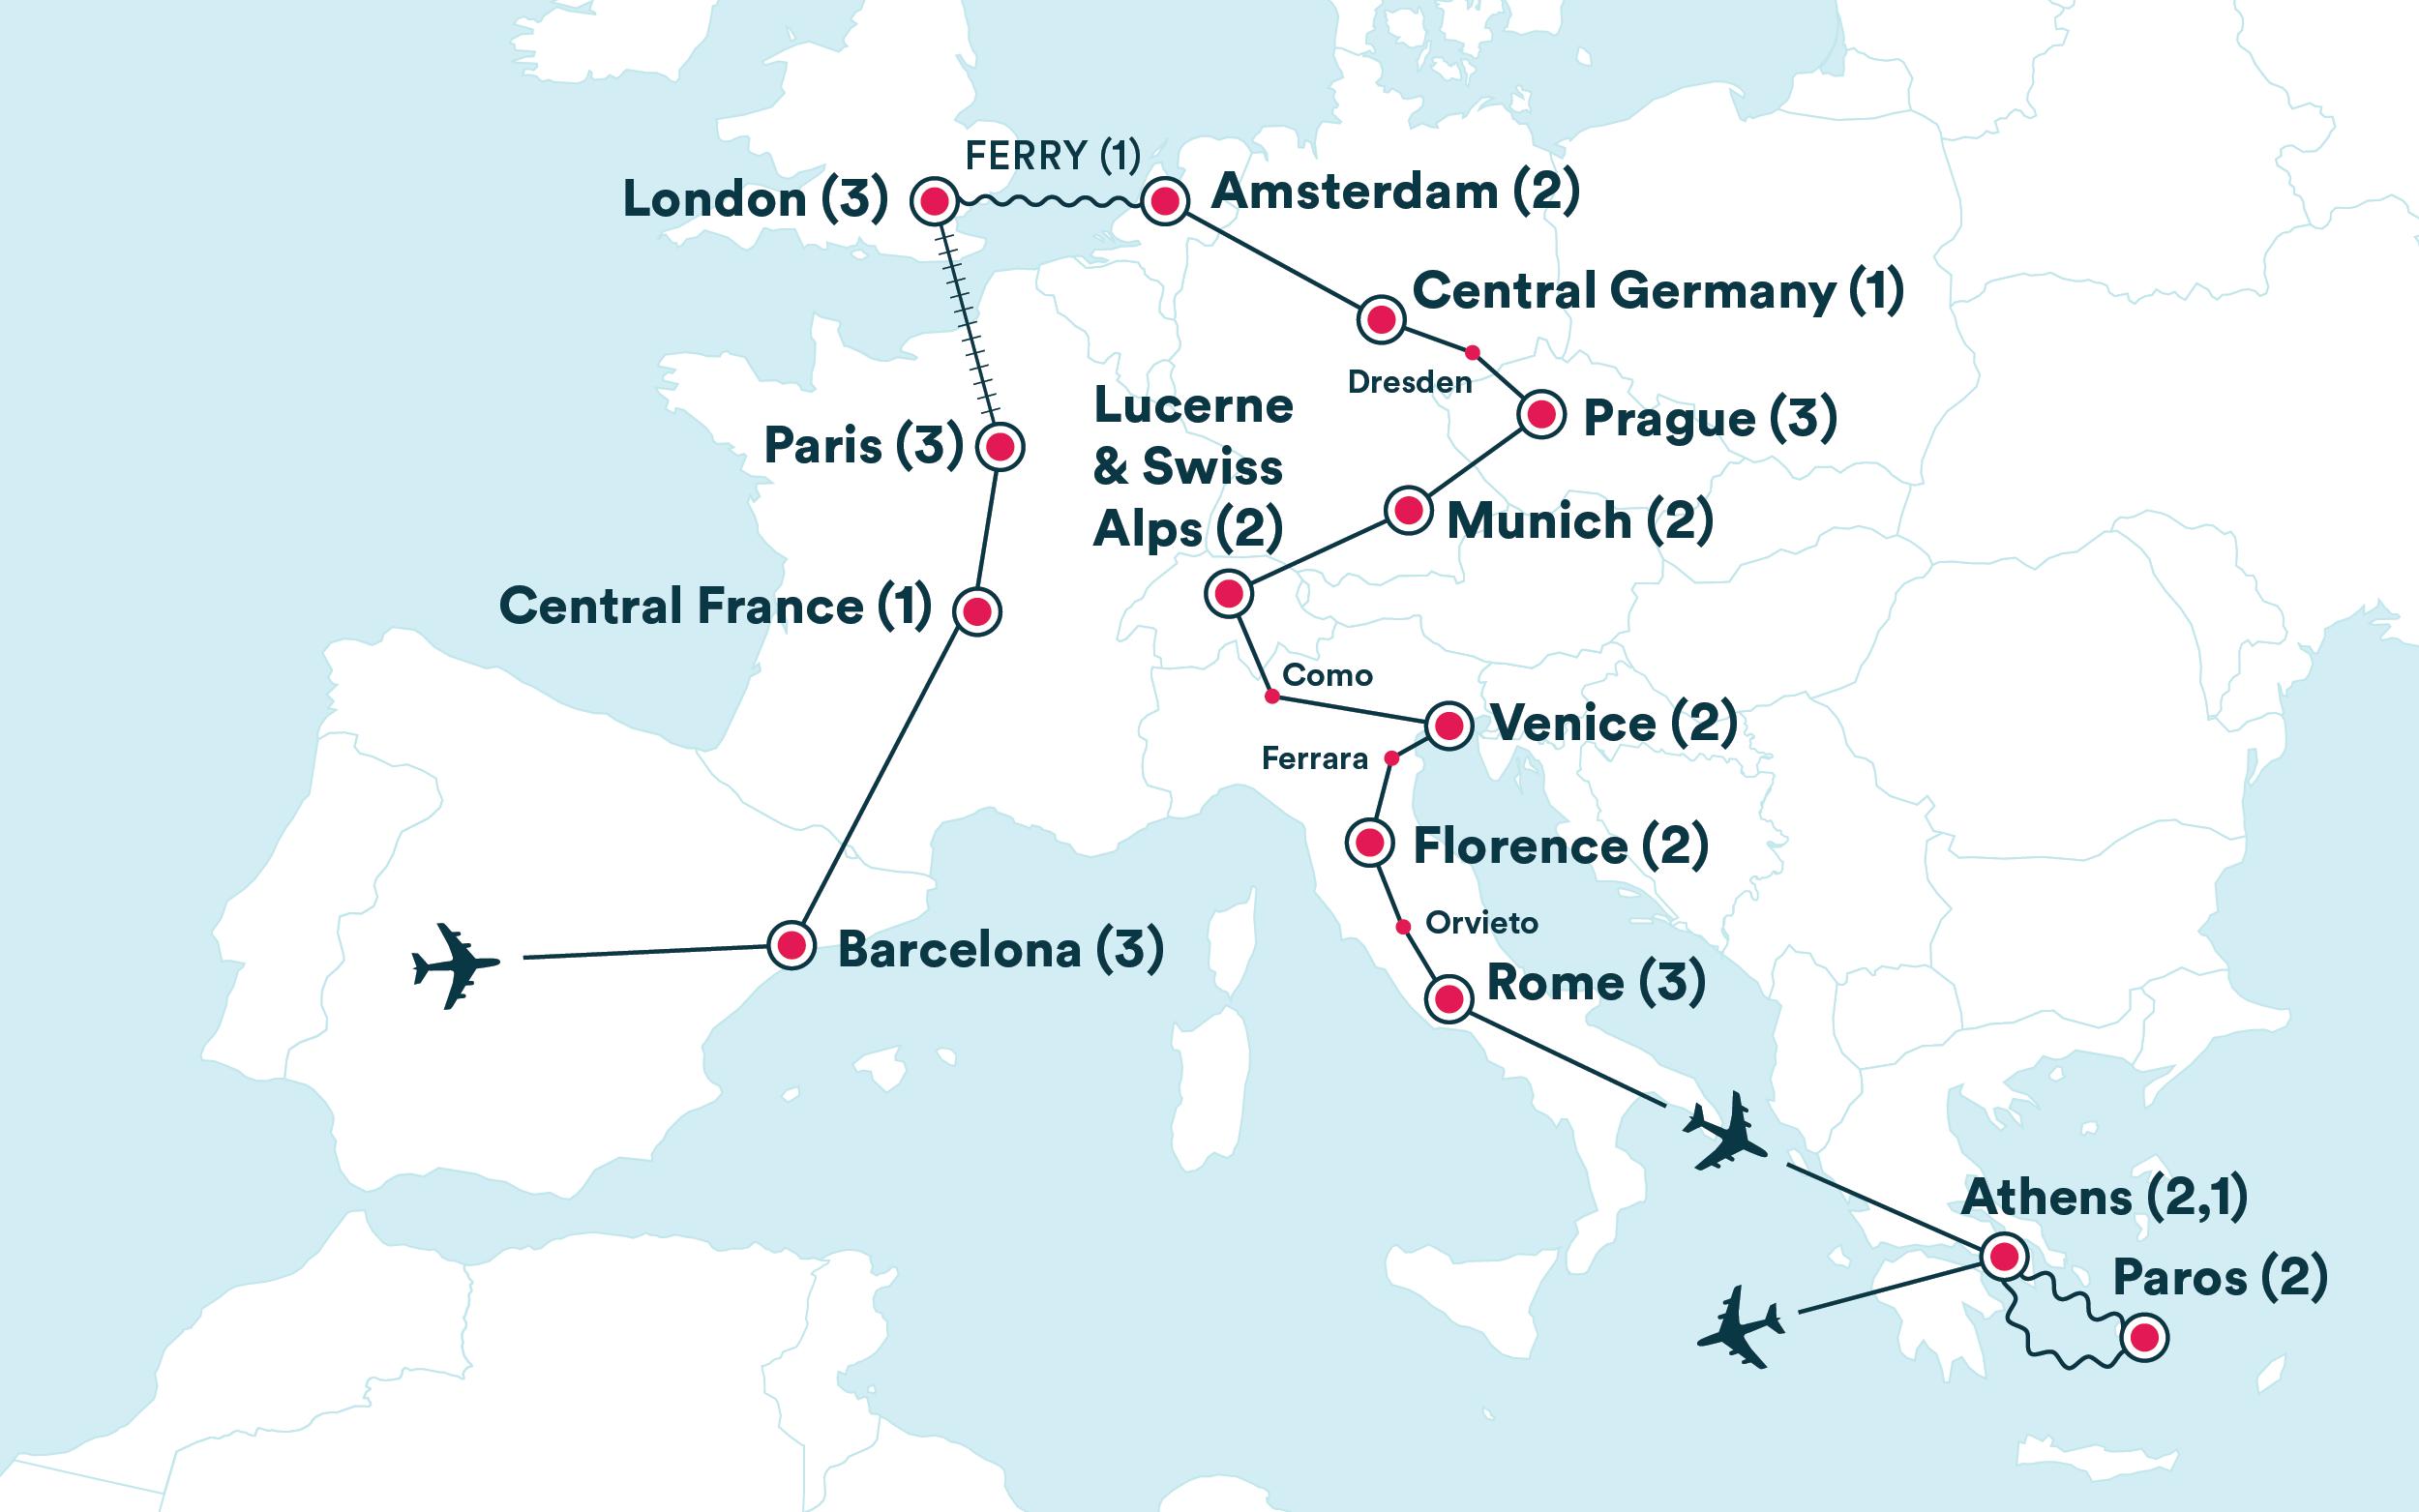 FERRY (1)
London (3)
Amsterdam (2)
Central Germany (1)
Dresden
Lucerne
& Swiss
Alps (2)
Prague (3)
Paris (3)
Munich (2)
Central France (1)
Como
Venice (2)
Ferrara
Florence (2)
Orvieto
Barcelona (3)
Rome (3)
Athens (2,1)
Paros (2)